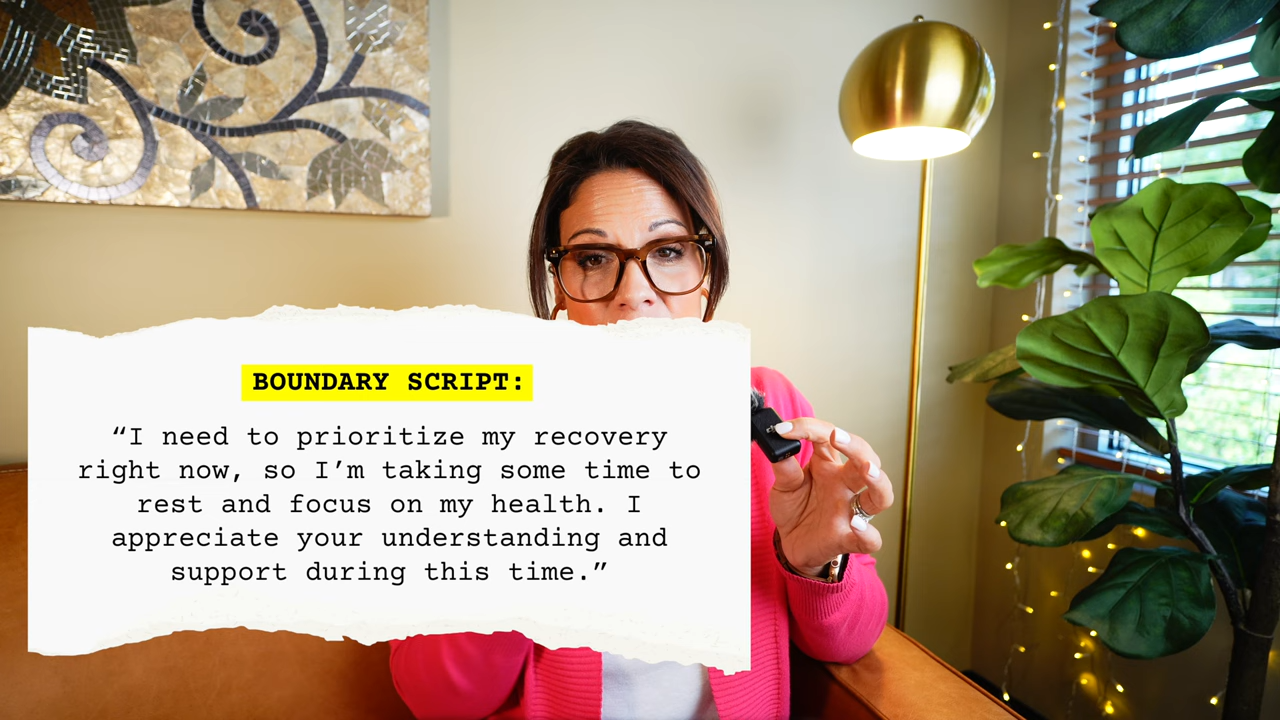 BOUNDARY SCRIPT:
“I need to prioritize my recovery
right now, so I’m taking some time to
rest and focus on my health. I
appreciate your understanding and
support during this time.”